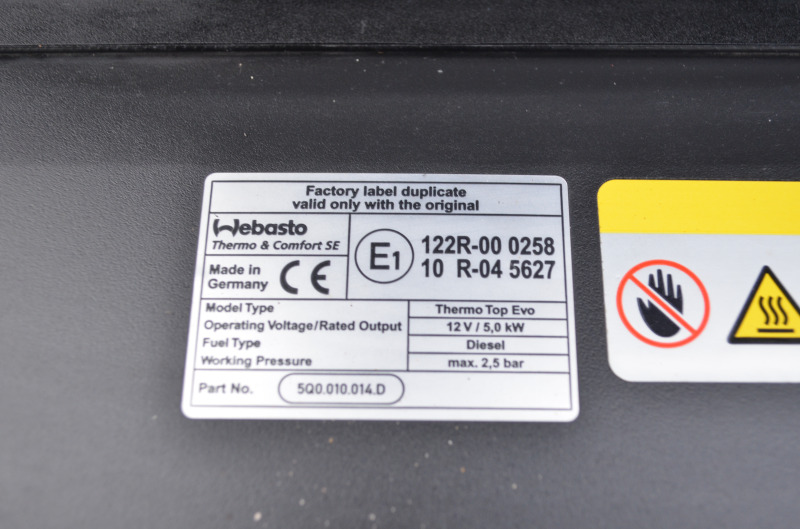 Factory label duplicate
valid only with the original
Webasto
Thermo & Comfort SE
Made in
Germany
CE
E1
122R-00 0258
10 R-04 5627
Model Type Thermo Top Evo
Operating Voltage/Rated Output 12 V / 5,0 kW
Fuel Type Diesel
Working Pressure max. 2,5 bar
Part No. 5Q0.010.014.D